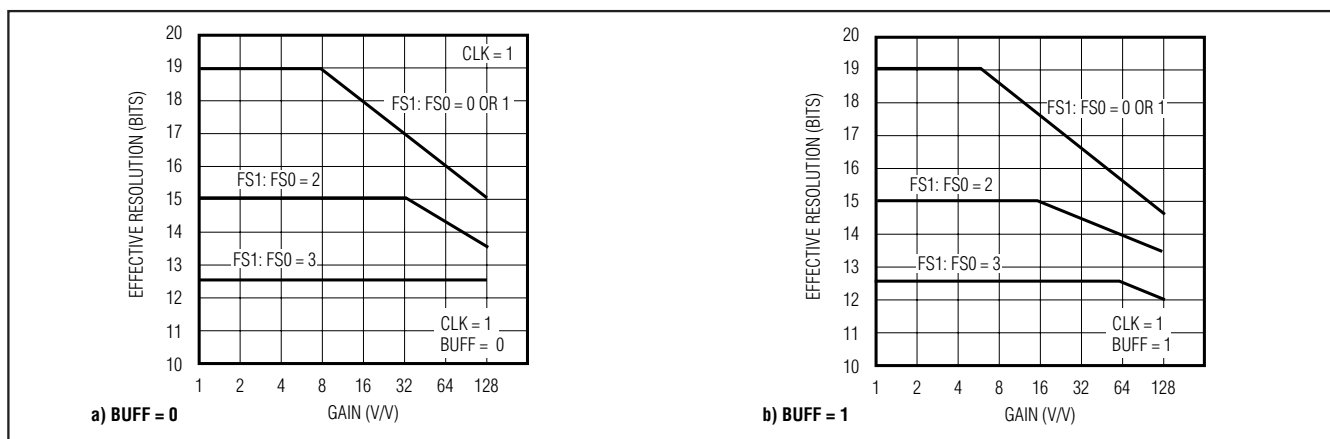 20
19
18
17
16
15
14
13
12
11
10
EFFECTIVE RESOLUTION (BITS)
CLK = 1
FS1: FS0 = 0 OR 1
FS1: FS0 = 2
FS1: FS0 = 3
CLK = 1
BUFF = 0
1 2 4 8 16 32 64 128
GAIN (V/V)
a) BUFF = 0
20
19
18
17
16
15
14
13
12
11
10
EFFECTIVE RESOLUTION (BITS)
FS1: FS0 = 0 OR 1
FS1: FS0 = 2
FS1: FS0 = 3
CLK = 1
BUFF = 1
1 2 4 8 16 32 64 128
GAIN (V/V)
b) BUFF = 1